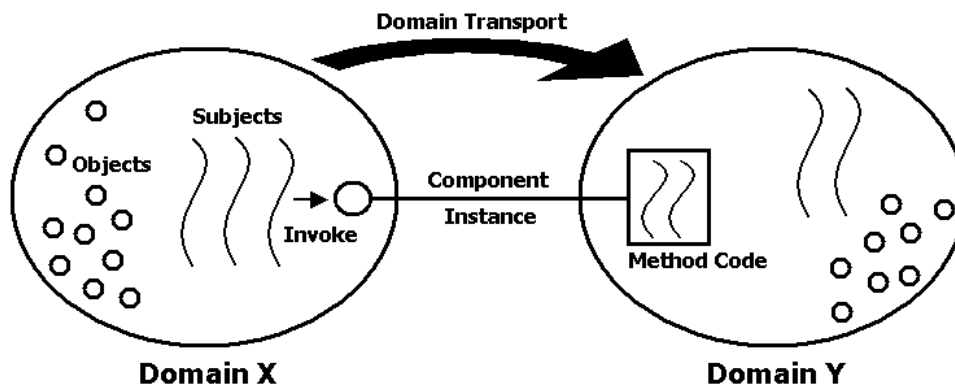 Domain Transport
Subjects
Objects
Component
Instance
Invoke
Method Code
Domain X
Domain Y